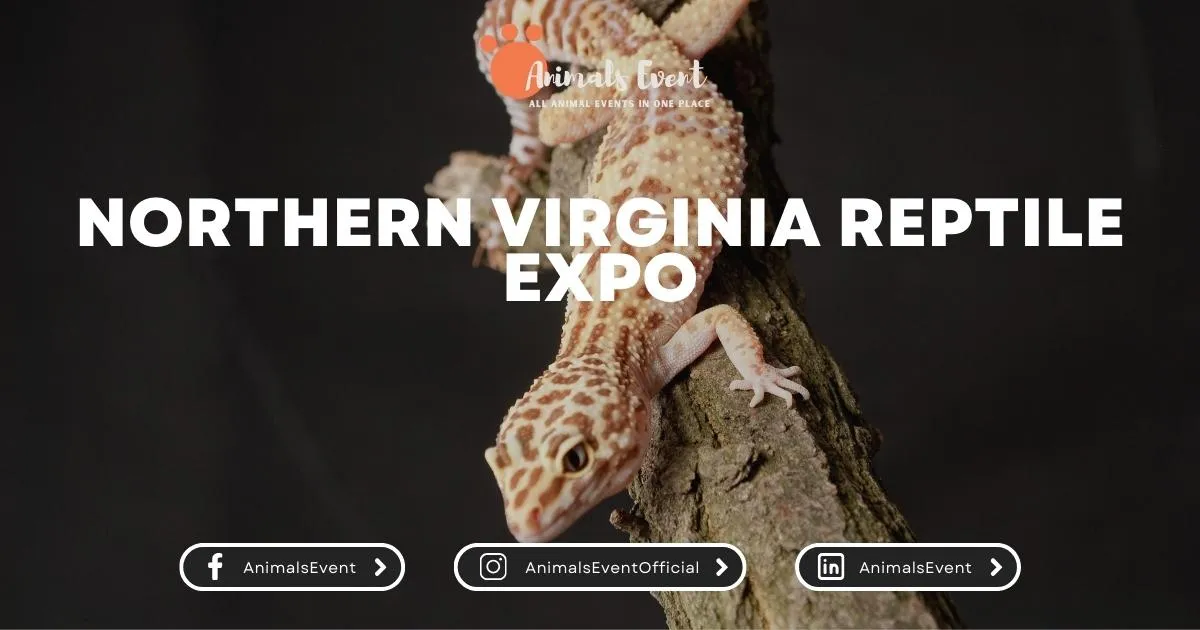 Animals Event
ALL ANIMAL EVENTS IN ONE PLACE
NORTHERN VIRGINIA REPTILE
EXPO
AnimalsEvent
AnimalsEventOfficial
AnimalsEvent